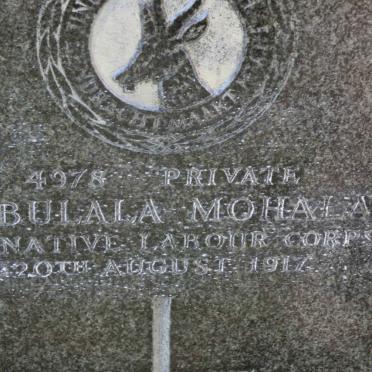 4978 PRIVATE
BULALA MOHALA
NATIVE LABOUR CORPS
20TH AUGUST 1917